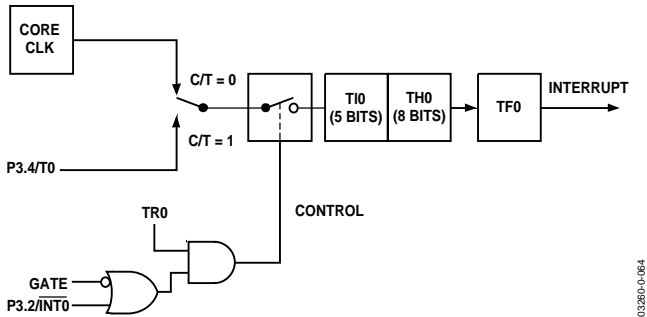 CORE
CLK
C/T = 0
C/T = 1
P3.4/T0
TI0
(5 BITS)
TH0
(8 BITS)
TF0
INTERRUPT
TR0
CONTROL
GATE
P3.2/INT0
03260-0-064